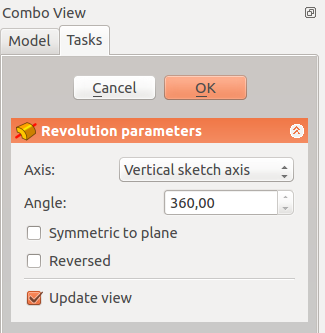 Combo View
Model Tasks
Cancel OK
Revolution parameters
Axis: Vertical sketch axis
Angle: 360,00
Symmetric to plane
Reversed
Update view